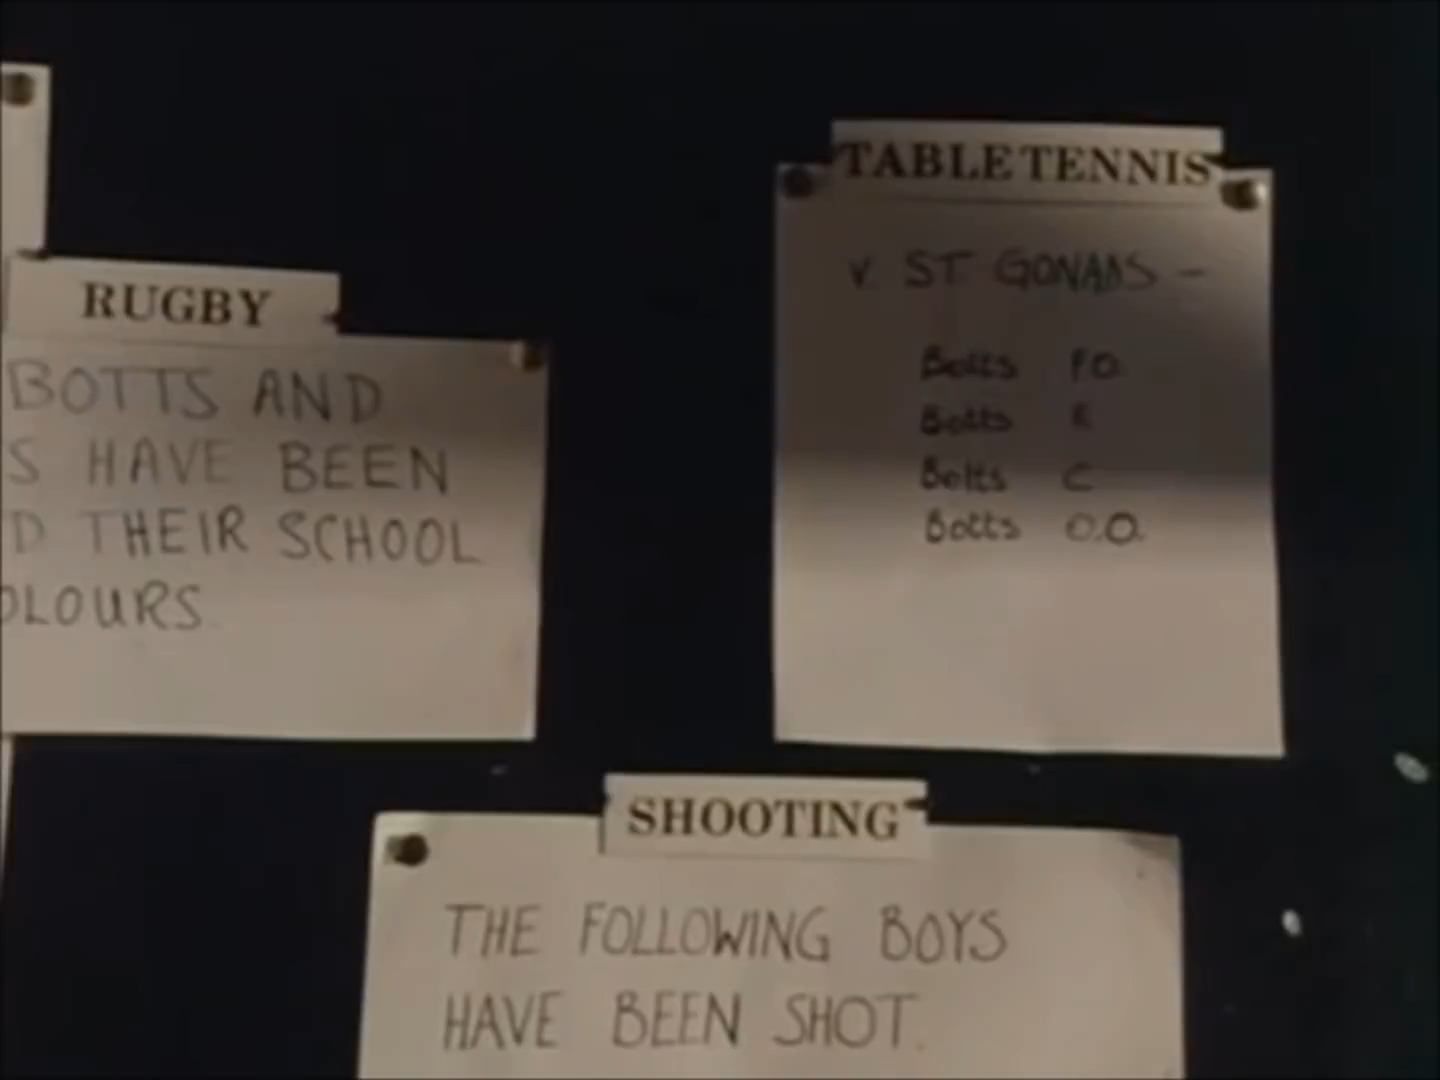 RUGBY
BOTTS AND
S HAVE BEEN
D THEIR SCHOOL
OLOURS
TABLE TENNIS
V. ST GONADS -
Botts F.O.
Botts E
Botts C
Botts O.O.
SHOOTING
THE FOLLOWING BOYS
HAVE BEEN SHOT.